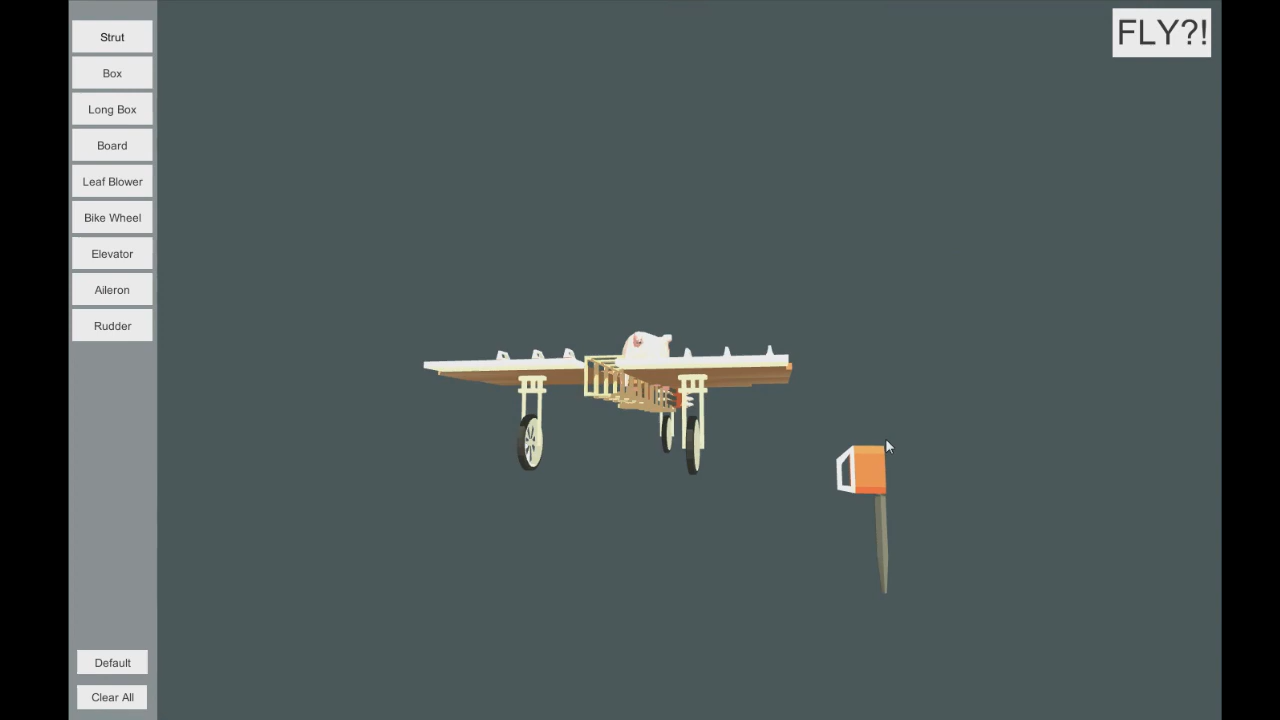 Strut
Box
Long Box
Board
Leaf Blower
Bike Wheel
Elevator
Aileron
Rudder
Default
Clear All
FLY?!